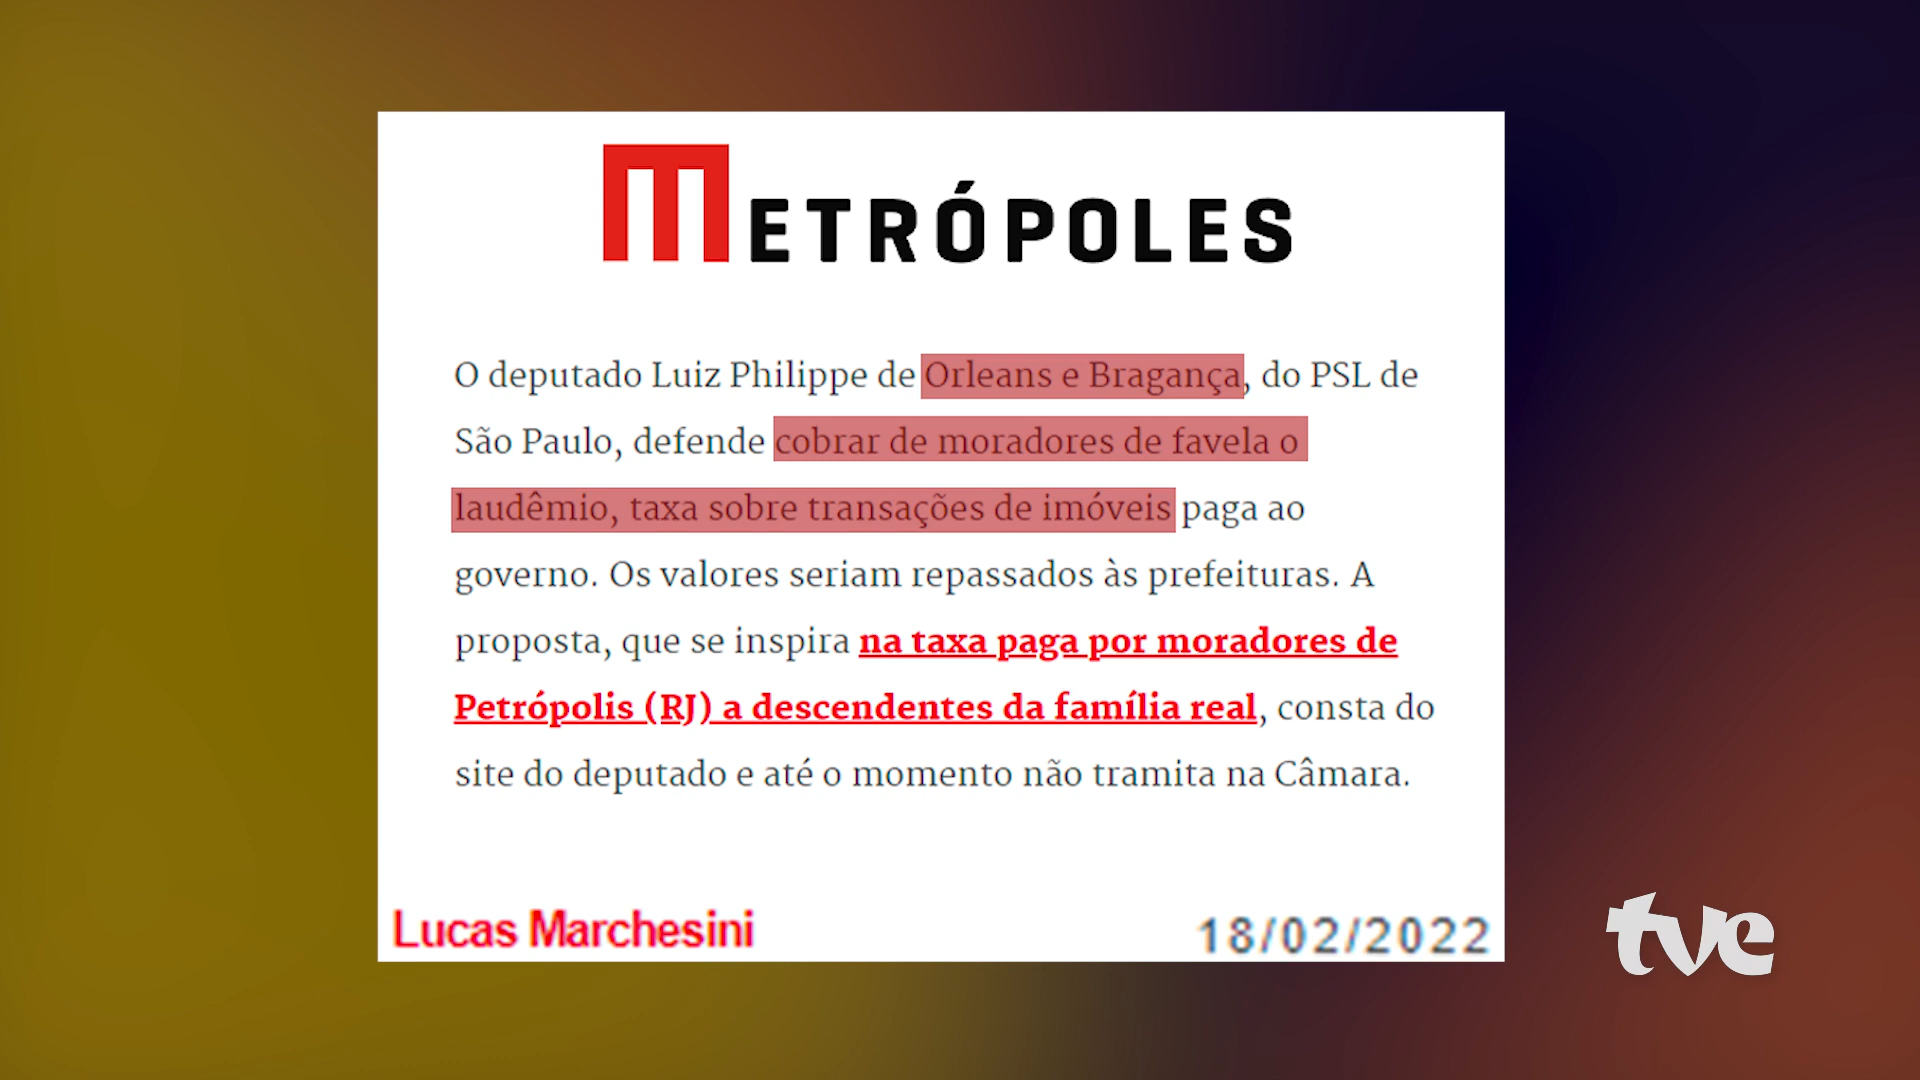 METRÓPOLES
O deputado Luiz Philippe de Orleans e Bragança, do PSL de
São Paulo, defende cobrar de moradores de favela o
laudêmio, taxa sobre transações de imóveis paga ao
governo. Os valores seriam repassados às prefeituras. A
proposta, que se inspira na taxa paga por moradores de
Petrópolis (RJ) a descendentes da família real, consta do
site do deputado e até o momento não tramita na Câmara.
Lucas Marchesini
18/02/2022
tve